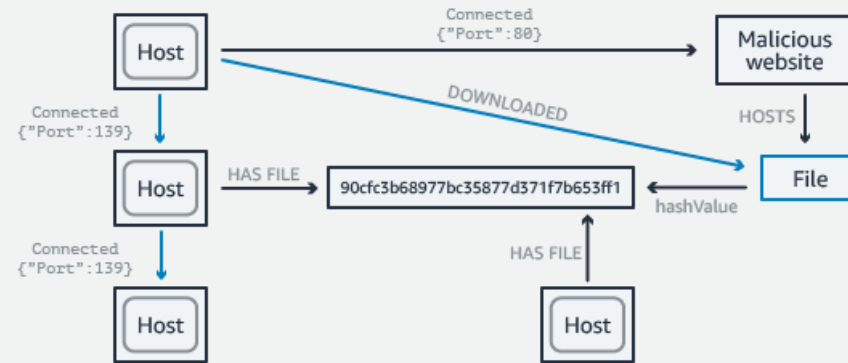 Connected
{"Port":80}
Host
Malicious
website
DOWNLOADED
Connected
{"Port":139}
HOSTS
Host
HAS FILE
90cfc3b68977bc35877d371f7b653ff1
File
hashValue
Connected
{"Port":139}
HAS FILE
Host
Host